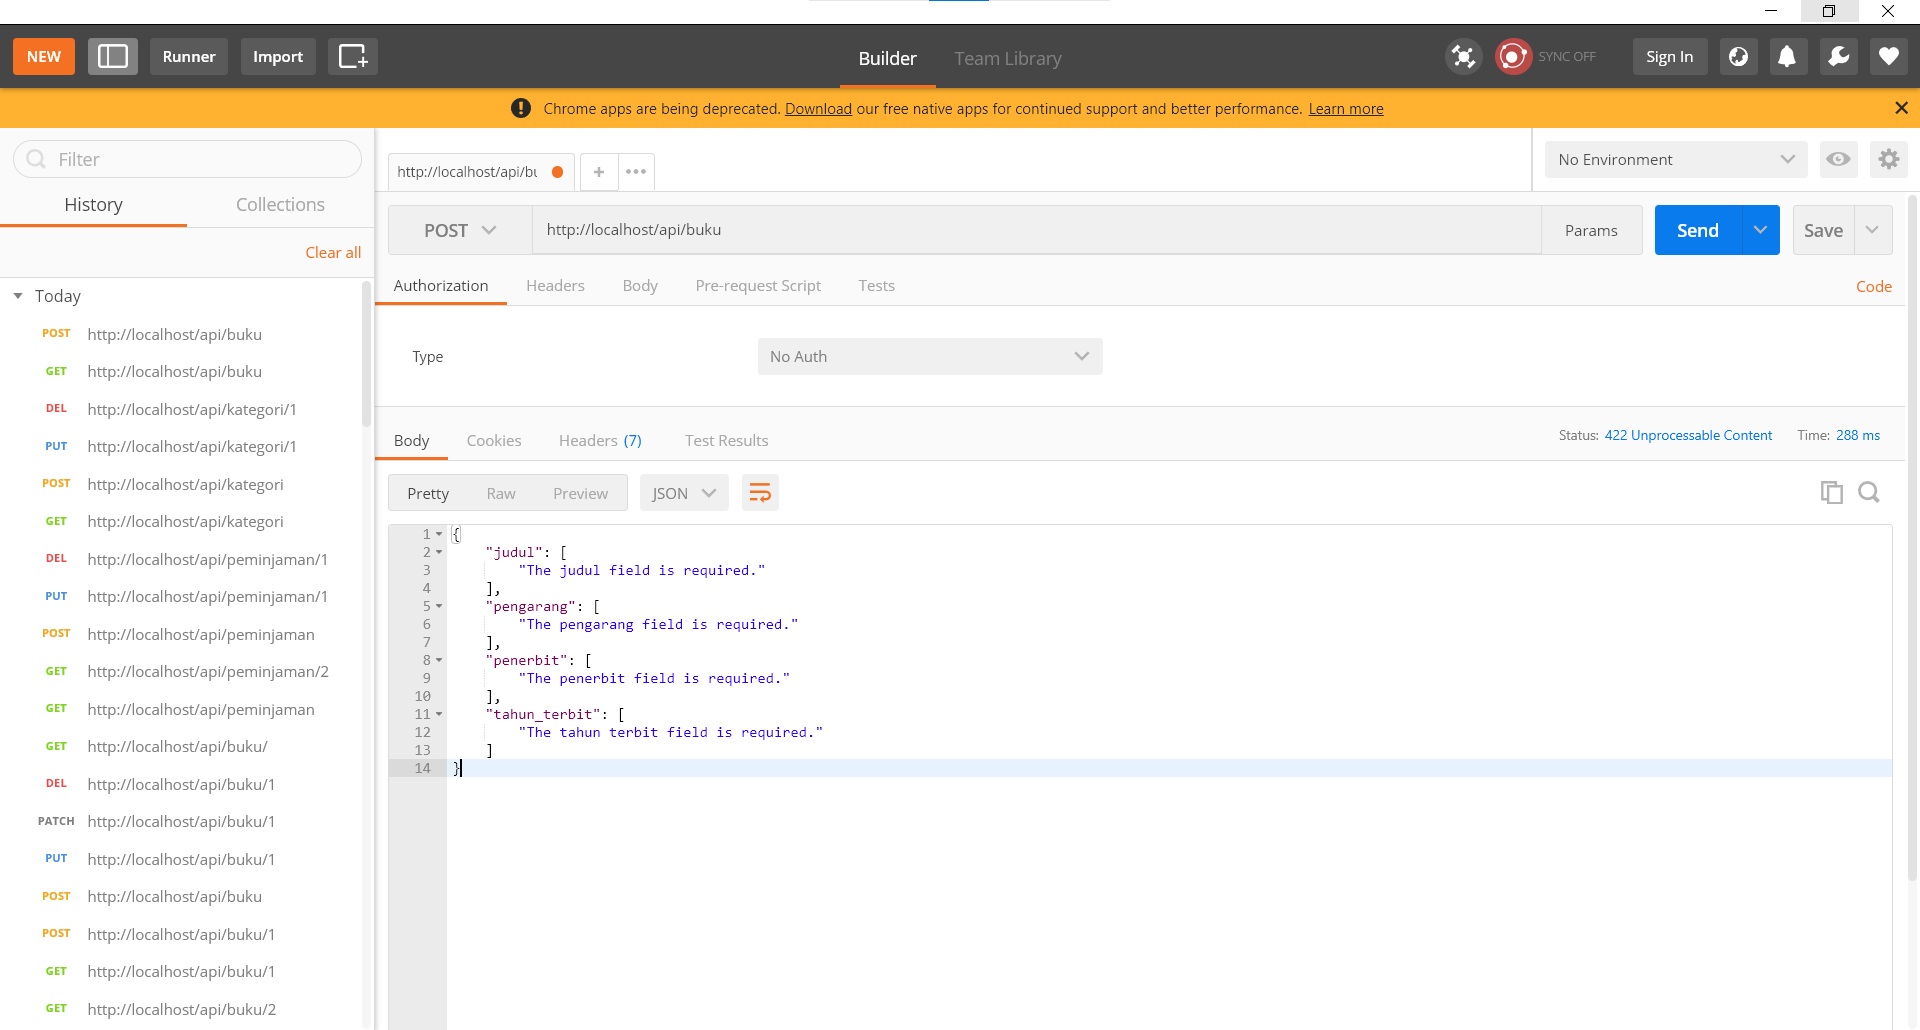 NEW
Runner
Import
Builder
Team Library
SYNC OFF
Sign In
Chrome apps are being deprecated. Download our free native apps for continued support and better performance. Learn more
Filter
History
Collections
Clear all
Today
POST http://localhost/api/buku
GET http://localhost/api/buku
DEL http://localhost/api/kategori/1
PUT http://localhost/api/kategori/1
POST http://localhost/api/kategori
GET http://localhost/api/kategori
DEL http://localhost/api/peminjaman/1
PUT http://localhost/api/peminjaman/1
POST http://localhost/api/peminjaman
GET http://localhost/api/peminjaman/2
GET http://localhost/api/peminjaman
GET http://localhost/api/buku/
DEL http://localhost/api/buku/1
PATCH http://localhost/api/buku/1
PUT http://localhost/api/buku/1
POST http://localhost/api/buku
POST http://localhost/api/buku/1
GET http://localhost/api/buku/1
GET http://localhost/api/buku/2
http://localhost/api/bu
No Environment
POST
http://localhost/api/buku
Params
Send
Save
Authorization
Headers
Body
Pre-request Script
Tests
Code
Type
No Auth
Body
Cookies
Headers (7)
Test Results
Status: 422 Unprocessable Content
Time: 288 ms
Pretty
Raw
Preview
JSON
1 {
2 "judul": [
3 "The judul field is required."
4 ],
5 "pengarang": [
6 "The pengarang field is required."
7 ],
8 "penerbit": [
9 "The penerbit field is required."
10 ],
11 "tahun_terbit": [
12 "The tahun terbit field is required."
13 ]
14 }